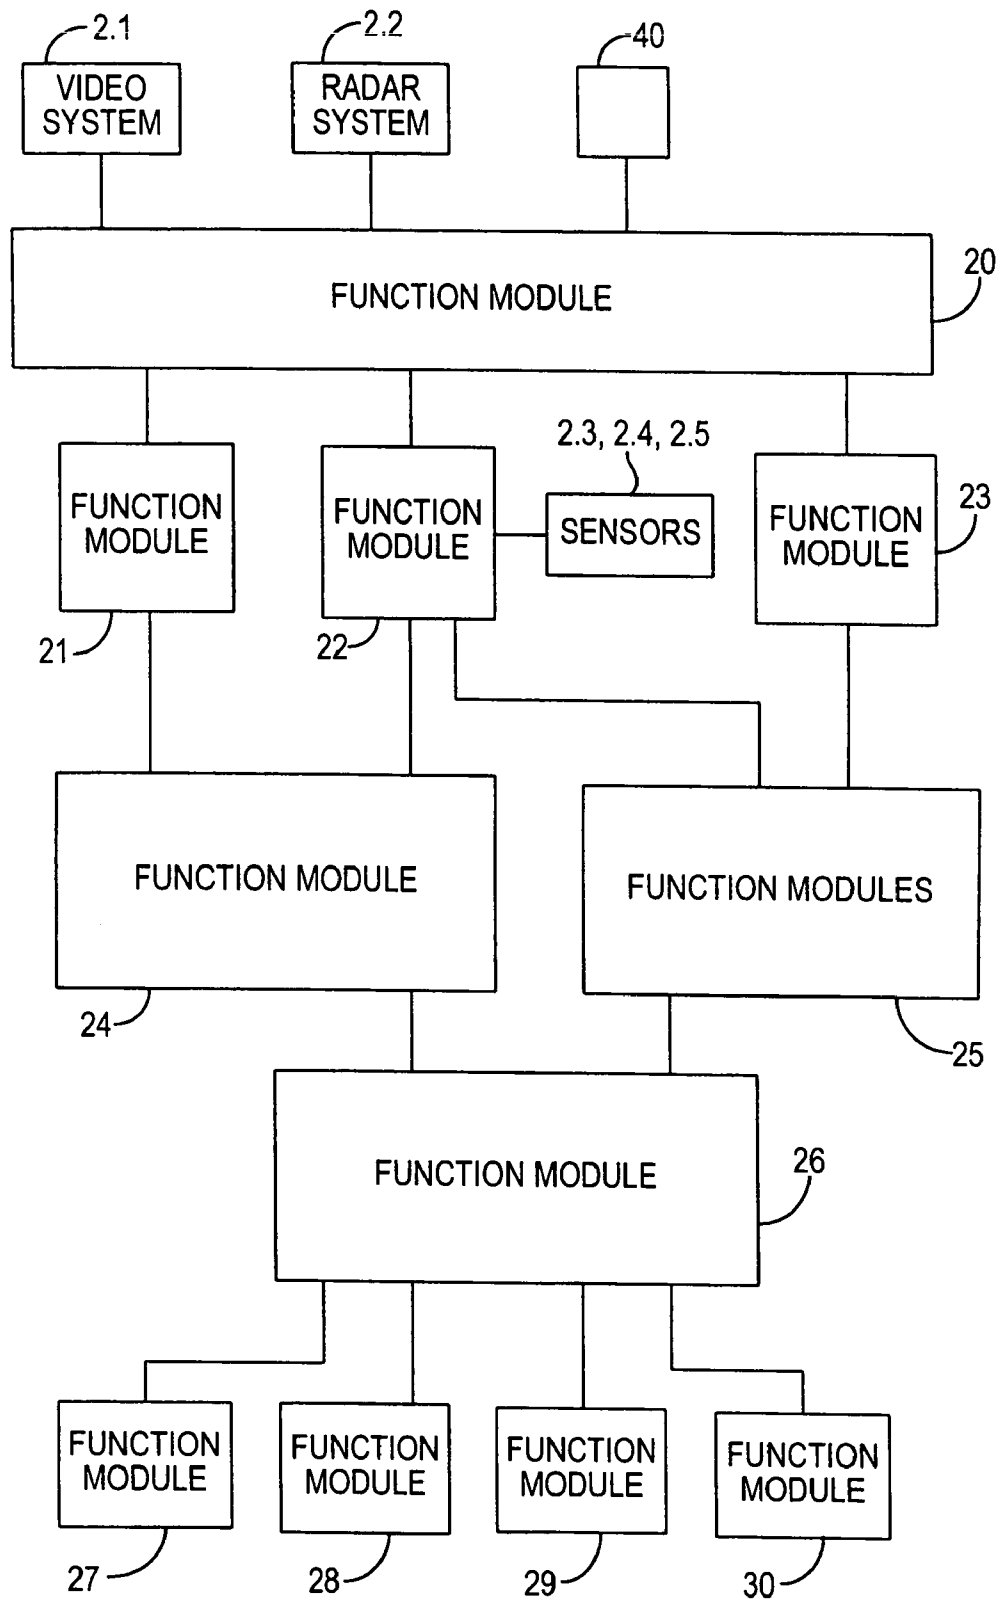 2.1
2.2
40
VIDEO
SYSTEM
RADAR
SYSTEM
FUNCTION MODULE
20
2.3, 2.4, 2.5
FUNCTION
MODULE
FUNCTION
MODULE
SENSORS
FUNCTION
MODULE
23
21
22
FUNCTION MODULE
FUNCTION MODULES
24
25
FUNCTION MODULE
26
FUNCTION
MODULE
FUNCTION
MODULE
FUNCTION
MODULE
FUNCTION
MODULE
27
28
29
30